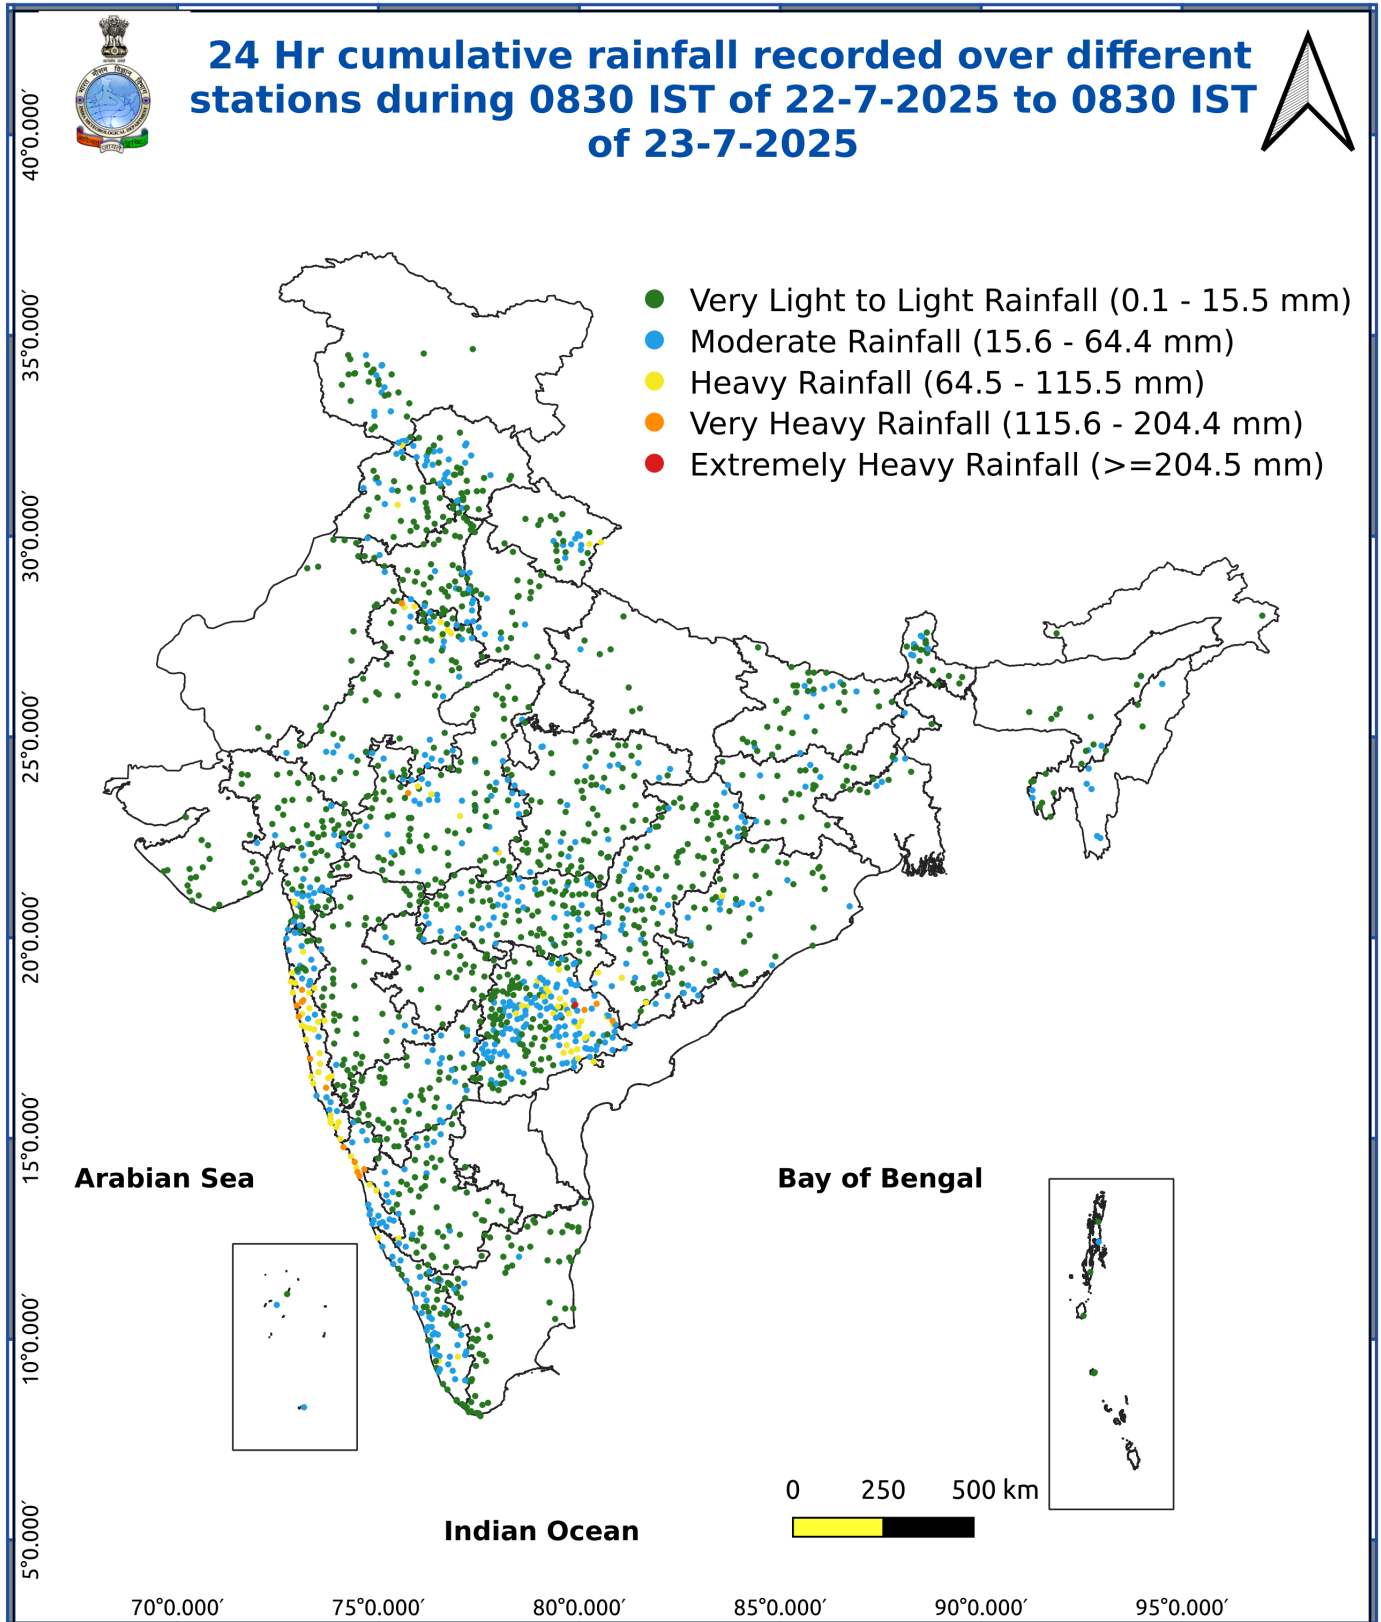 24 Hr cumulative rainfall recorded over different
stations during 0830 IST of 22-7-2025 to 0830 IST
of 23-7-2025
Very Light to Light Rainfall (0.1 - 15.5 mm)
Moderate Rainfall (15.6 - 64.4 mm)
Heavy Rainfall (64.5 - 115.5 mm)
Very Heavy Rainfall (115.6 - 204.4 mm)
Extremely Heavy Rainfall (>=204.5 mm)
40°0.000′
35°0.000′
30°0.000′
25°0.000′
20°0.000′
15°0.000′
10°0.000′
5°0.000′
Arabian Sea
Bay of Bengal
0 250 500 km
Indian Ocean
70°0.000′ 75°0.000′ 80°0.000′ 85°0.000′ 90°0.000′ 95°0.000′